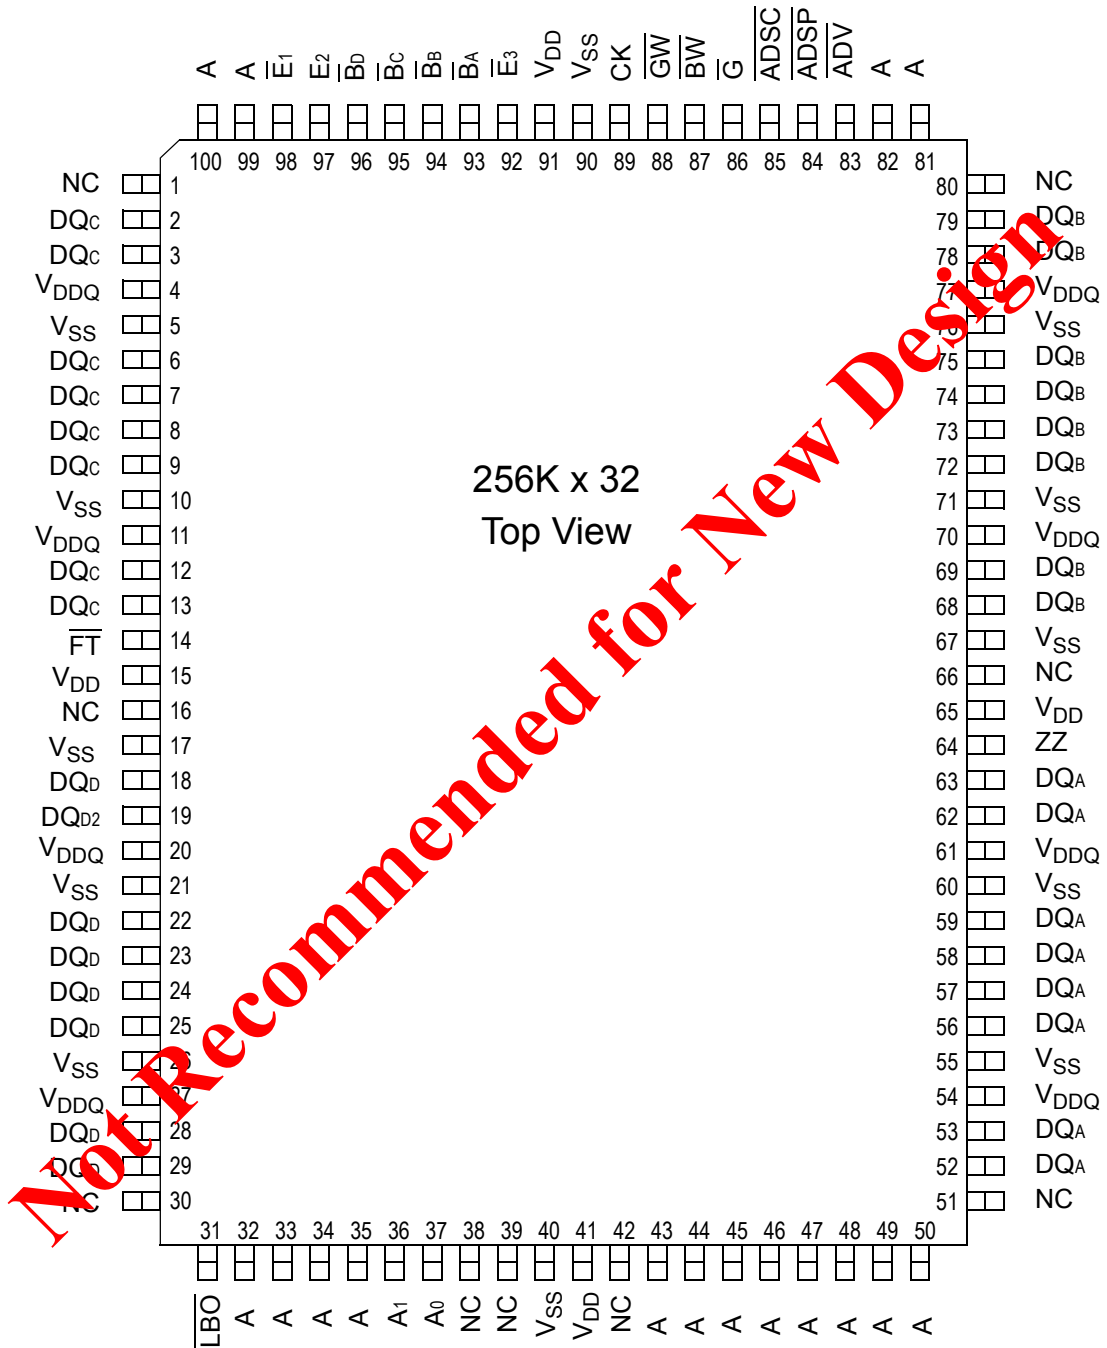 A A E1 E2 BD BC BB BA E3 VDD VSS CK GW BW G ADSC ADSP ADV A A
100 99 98 97 96 95 94 93 92 91 90 89 88 87 86 85 84 83 82 81
NC 1
DQC 2
DQC 3
VDDQ 4
VSS 5
DQC 6
DQC 7
DQC 8
DQC 9
VSS 10
VDDQ 11
DQC 12
DQC 13
FT 14
VDD 15
NC 16
VSS 17
DQD 18
DQD2 19
VDDQ 20
VSS 21
DQD 22
DQD 23
DQD 24
DQD 25
VSS 26
VDDQ 27
DQD 28
DQD 29
NC 30
256K x 32
Top View
Not Recommended for New Design
80 NC
79 DQB
78 DQB
77 VDDQ
76 VSS
75 DQB
74 DQB
73 DQB
72 DQB
71 VSS
70 VDDQ
69 DQB
68 DQB
67 VSS
66 NC
65 VDD
64 ZZ
63 DQA
62 DQA
61 VDDQ
60 VSS
59 DQA
58 DQA
57 DQA
56 DQA
55 VSS
54 VDDQ
53 DQA
52 DQA
51 NC
31 32 33 34 35 36 37 38 39 40 41 42 43 44 45 46 47 48 49 50
LBO A A A A A1 A0 NC NC VSS VDD NC A A A A A A A A